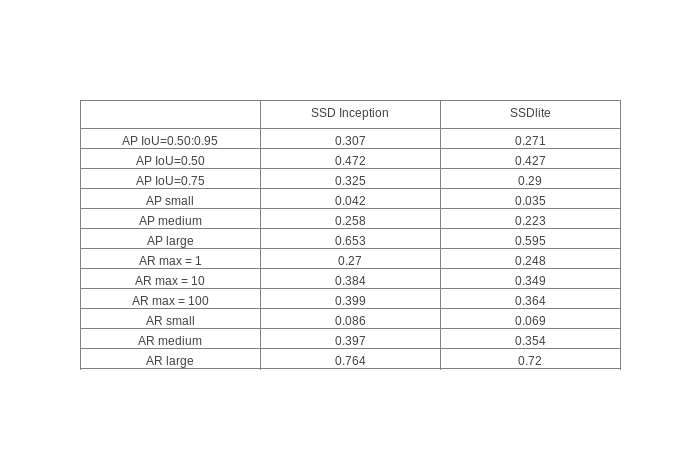 SSD Inception SSDlite
AP IoU=0.50:0.95 0.307 0.271
AP IoU=0.50 0.472 0.427
AP IoU=0.75 0.325 0.29
AP small 0.042 0.035
AP medium 0.258 0.223
AP large 0.653 0.595
AR max = 1 0.27 0.248
AR max = 10 0.384 0.349
AR max = 100 0.399 0.364
AR small 0.086 0.069
AR medium 0.397 0.354
AR large 0.764 0.72